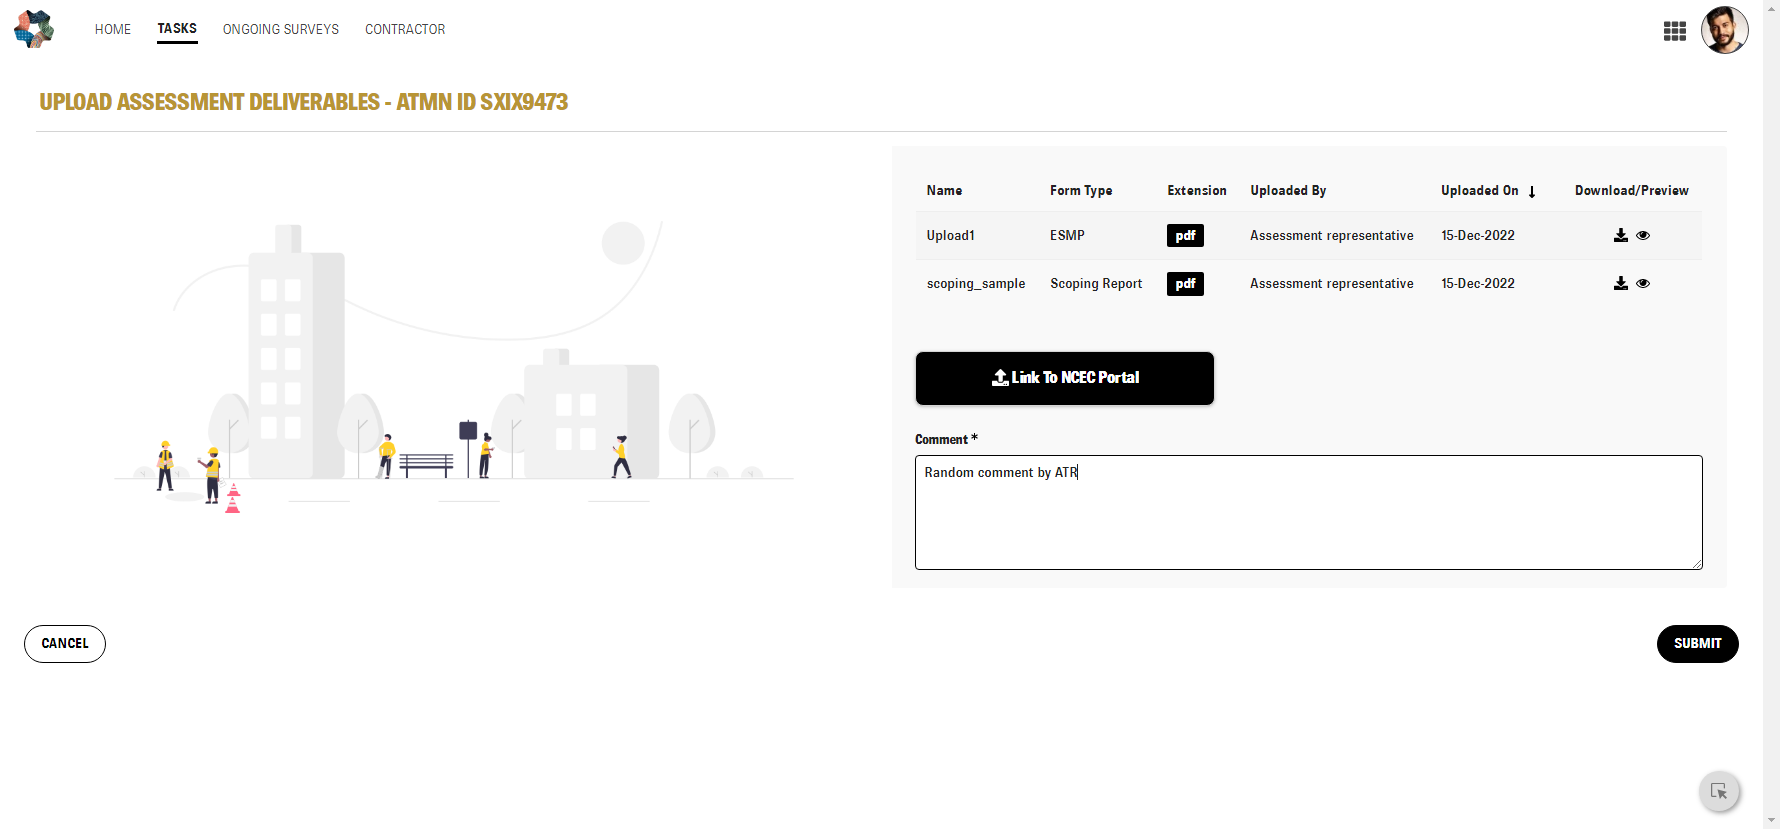 HOME TASKS ONGOING SURVEYS CONTRACTOR
UPLOAD ASSESSMENT DELIVERABLES - ATMN ID SXIX9473
Name Form Type Extension Uploaded By Uploaded On Download/Preview
Upload1 ESMP pdf Assessment representative 15-Dec-2022
scoping_sample Scoping Report pdf Assessment representative 15-Dec-2022
Link To NCEC Portal
Comment *
Random comment by ATR
CANCEL SUBMIT